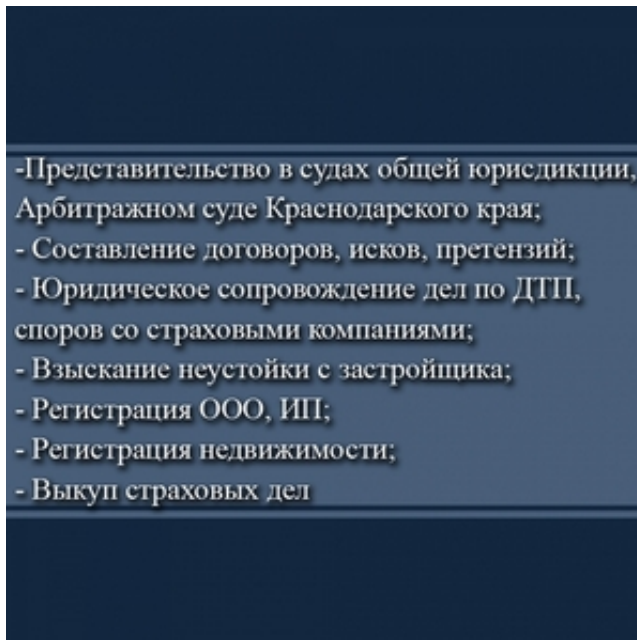 -Представительство в судах общей юрисдикции,
Арбитражном суде Краснодарского края;
- Составление договоров, исков, претензий;
- Юридическое сопровождение дел по ДТП,
споров со страховыми компаниями;
- Взыскание неустойки с застройщика;
- Регистрация ООО, ИП;
- Регистрация недвижимости;
- Выкуп страховых дел